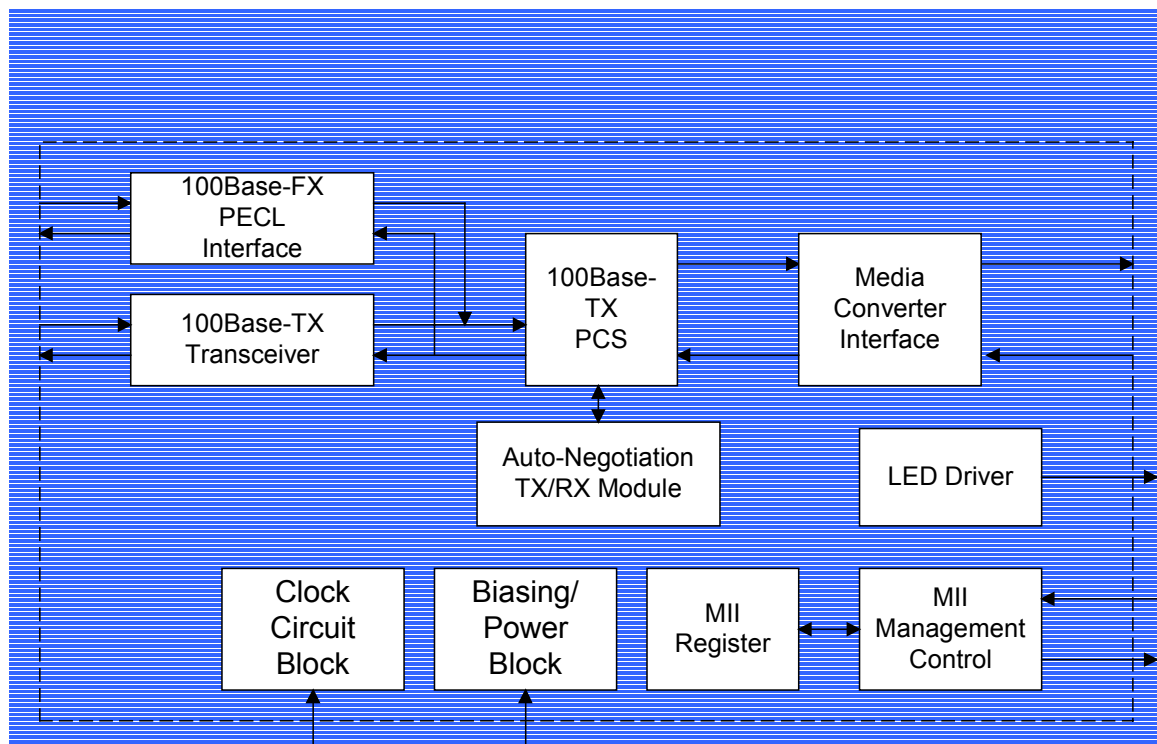 100Base-FX
PECL
Interface
100Base-TX
Transceiver
100Base-
TX
PCS
Media
Converter
Interface
Auto-Negotiation
TX/RX Module
LED Driver
Clock
Circuit
Block
Biasing/
Power
Block
MII
Register
MII
Management
Control